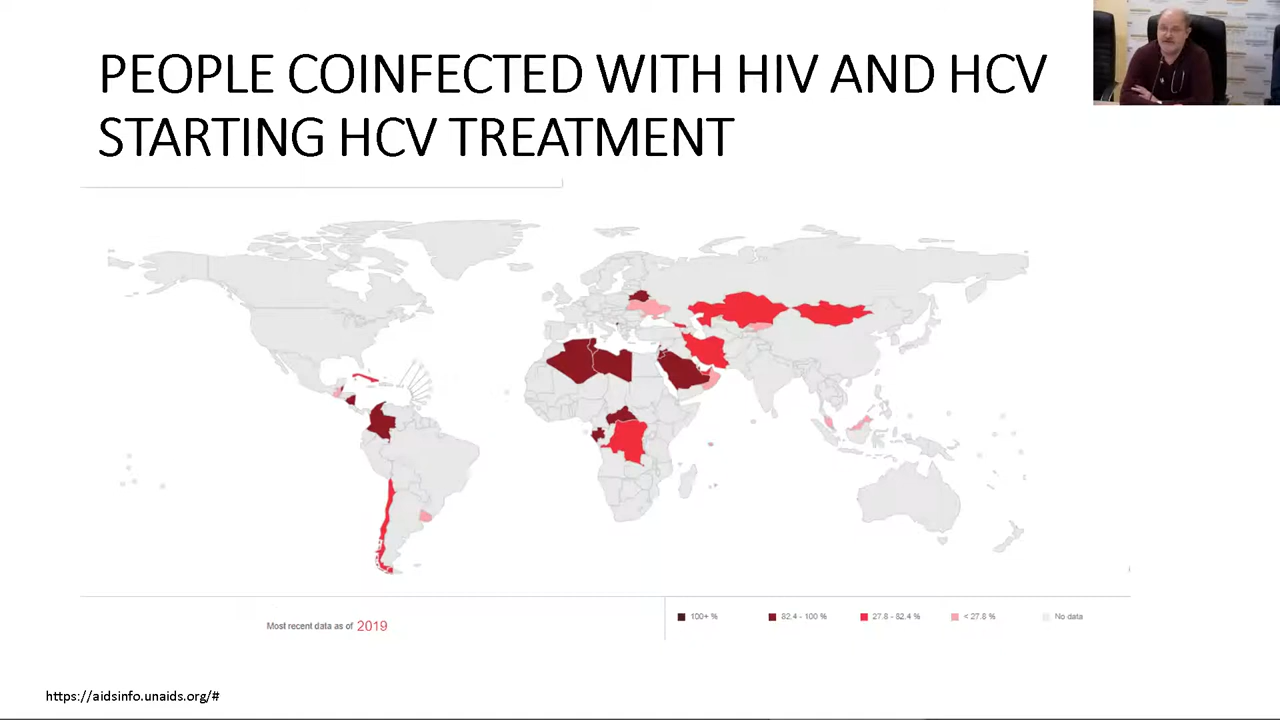 PEOPLE COINFECTED WITH HIV AND HCV
STARTING HCV TREATMENT
Most recent data as of 2019
100+ %
82.4 - 100 %
27.8 - 82.4 %
< 27.8 %
No data
https://aidsinfo.unaids.org/#